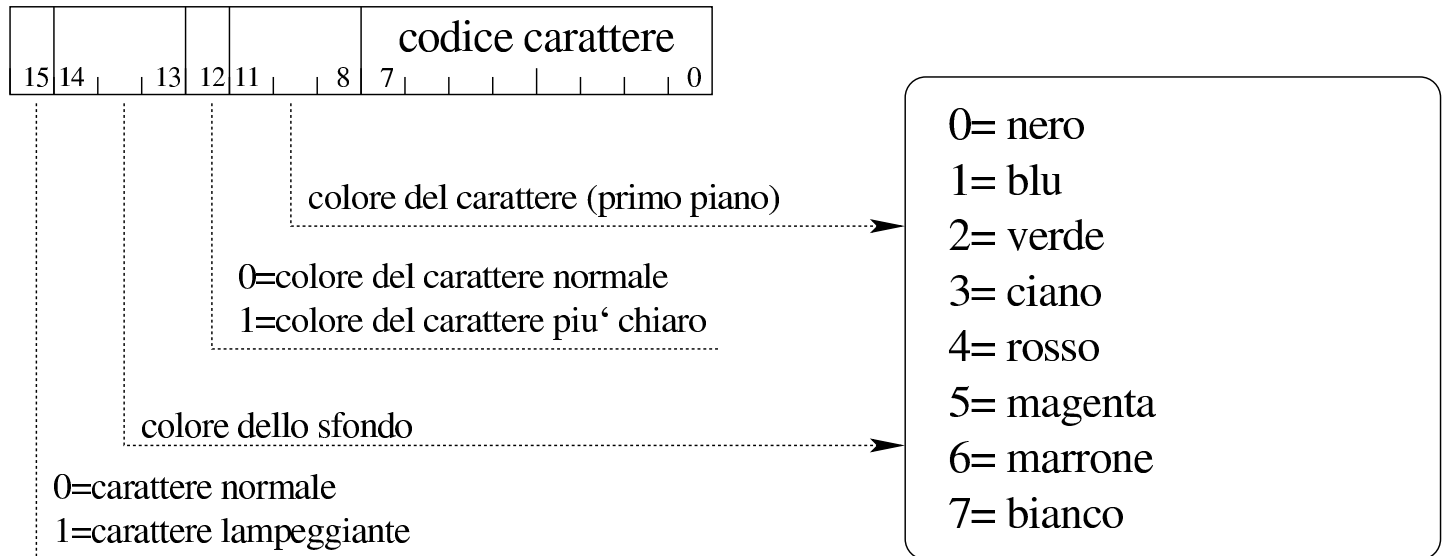 codice carattere
15 14 13 12 11 8 7 0
colore del carattere (primo piano)
0=colore del carattere normale
1=colore del carattere piu‘ chiaro
colore dello sfondo
0=carattere normale
1=carattere lampeggiante
0= nero
1= blu
2= verde
3= ciano
4= rosso
5= magenta
6= marrone
7= bianco